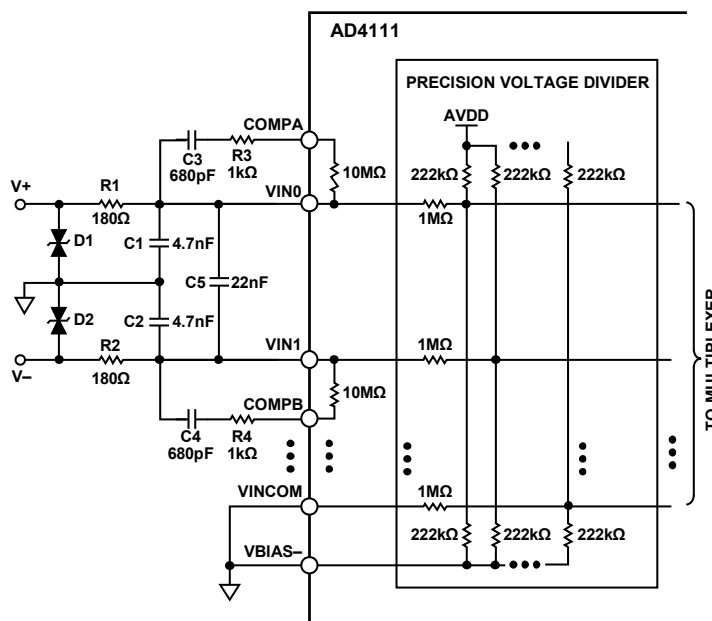 AD4111
PRECISION VOLTAGE DIVIDER
AVDD
COMPA
C3
680pF
R3
1kΩ
10MΩ
222kΩ
222kΩ
222kΩ
V+
R1
180Ω
VIN0
1MΩ
D1
C1
4.7nF
C5
22nF
D2
C2
4.7nF
R2
180Ω
V–
VIN1
1MΩ
10MΩ
COMPB
C4
680pF
R4
1kΩ
TO MULTIPLEXER
VINCOM
1MΩ
222kΩ
222kΩ
222kΩ
VBIAS–